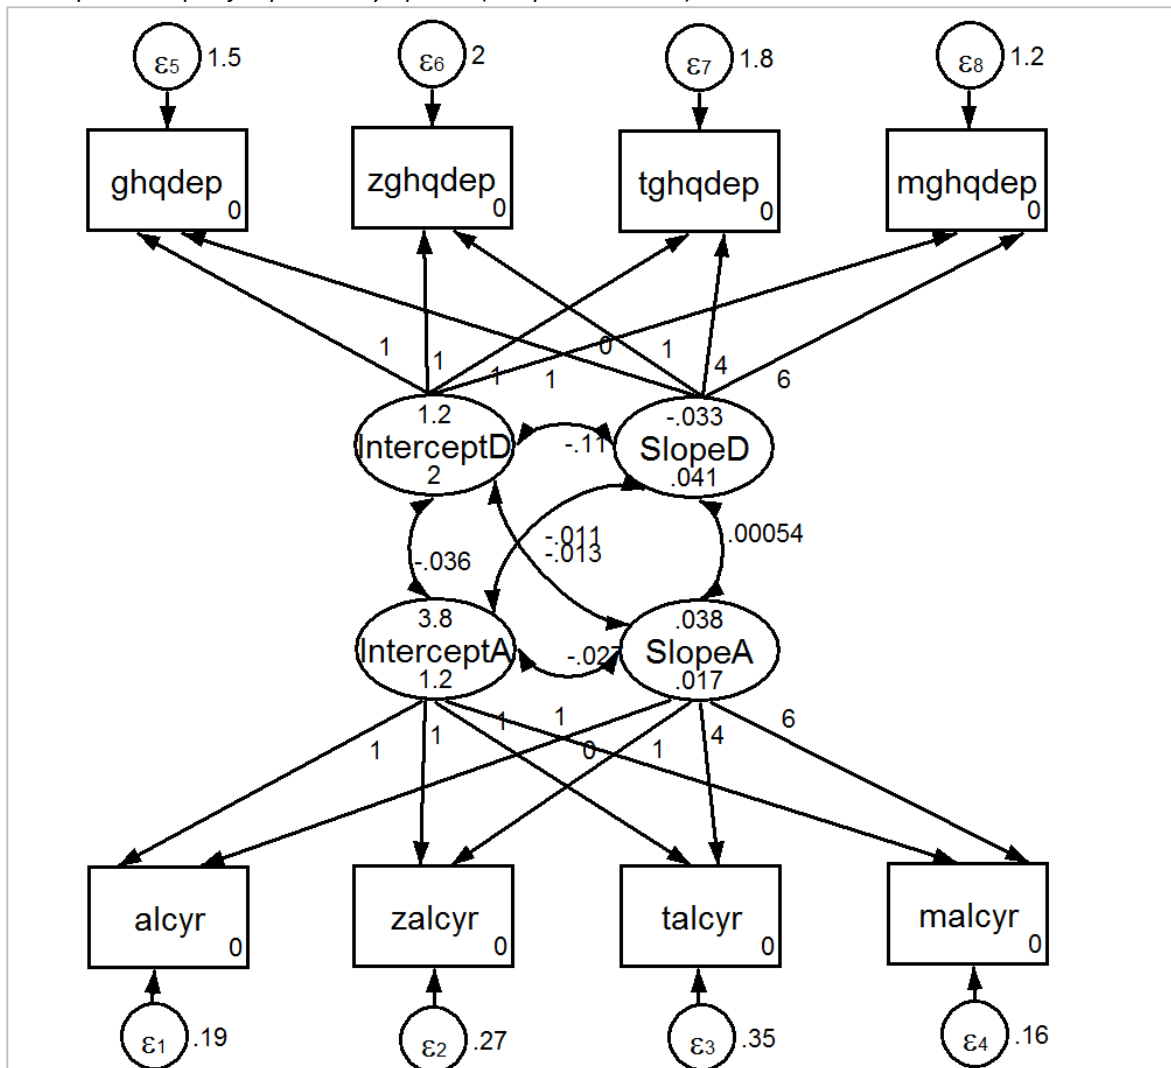 ε5 1.5 ε6 2 ε7 1.8 ε8 1.2
ghqdep 0 zghqdep 0 tghqdep 0 mghqdep 0
1 1 1 1 0 1 4 6
1.2 -.033
InterceptD -.11 SlopeD
2 .041
-.011 .00054
-.013
-.036
3.8 .038
InterceptA -.027 SlopeA
1.2 .017
1 1 1 1 0 1 4 6
alcyr 0 zalcyr 0 talcyr 0 malcyr 0
ε1 .19 ε2 .27 ε3 .35 ε4 .16